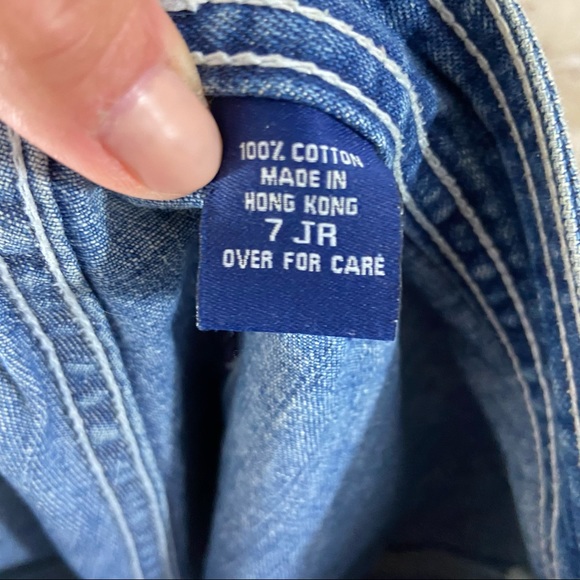 100% COTTON
MADE IN
HONG KONG
7 JR
OVER FOR CARE